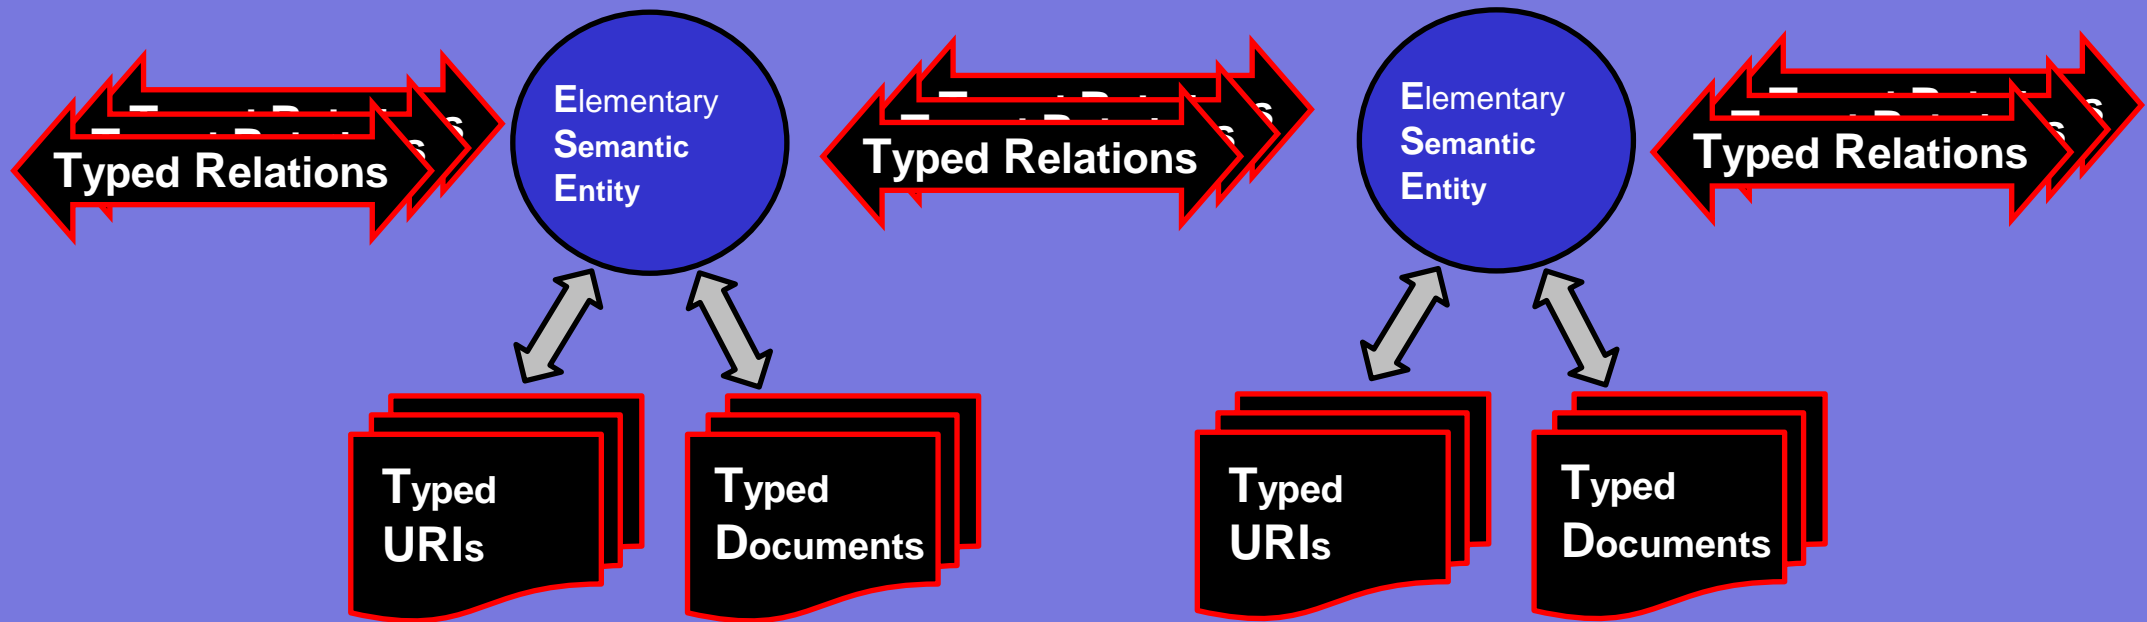 Typed Relations
Elementary
Semantic
Entity
Typed Relations
Elementary
Semantic
Entity
Typed Relations
Typed
URIs
Typed
Documents
Typed
URIs
Typed
Documents